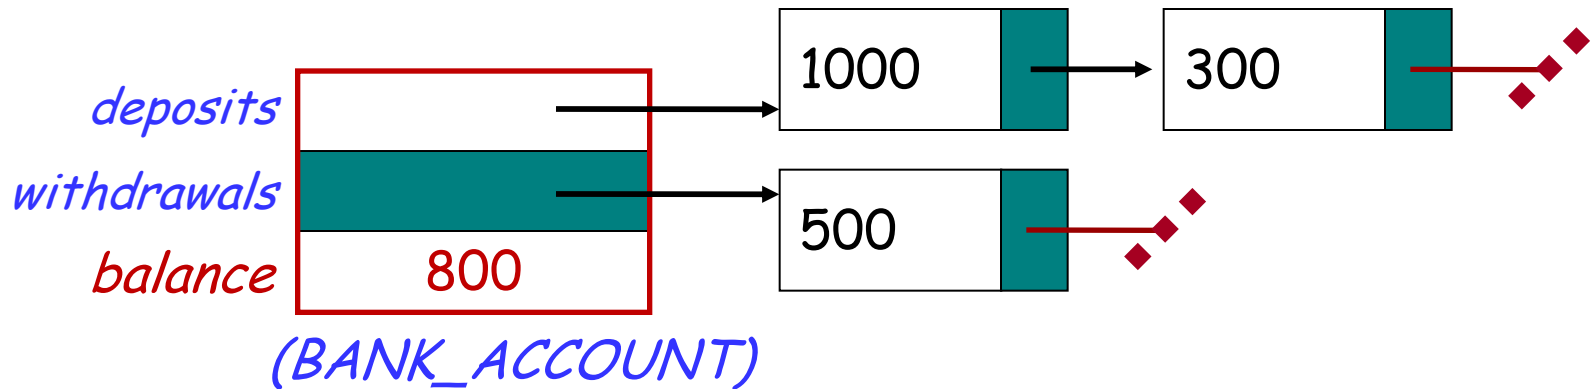 deposits
1000
300
withdrawals
500
balance
800
(BANK_ACCOUNT)